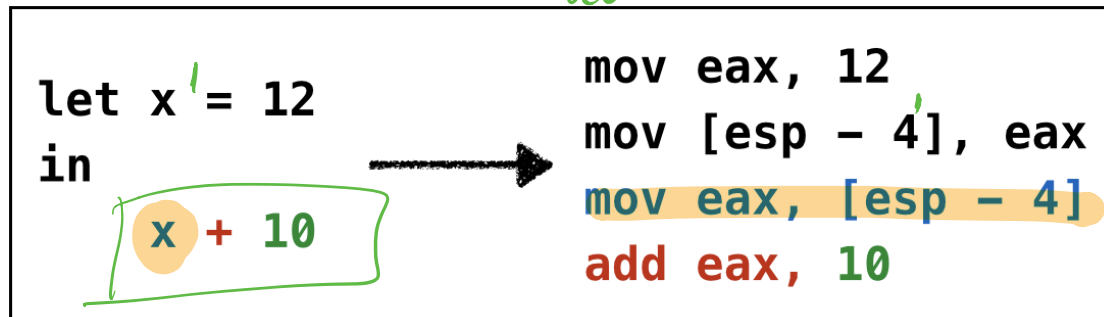 let x = 12
in
x + 10
mov eax, 12
mov [esp - 4], eax
mov eax, [esp - 4]
add eax, 10